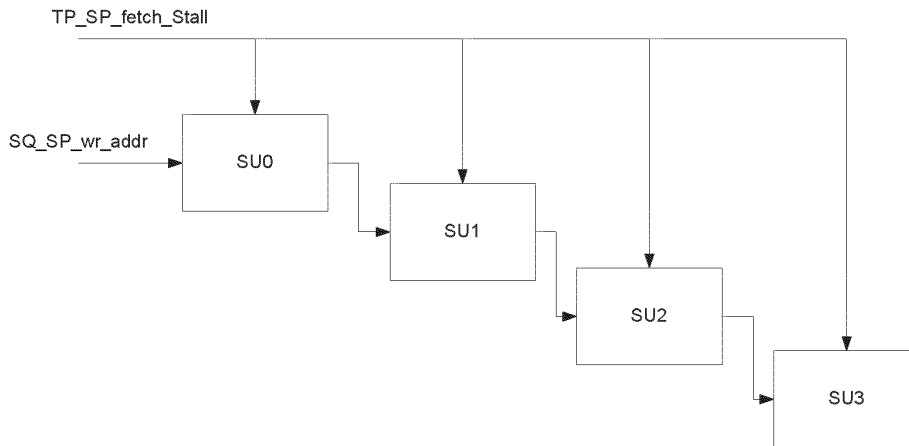 TP_SP_fetch_Stall
SQ_SP_wr_addr
SU0
SU1
SU2
SU3